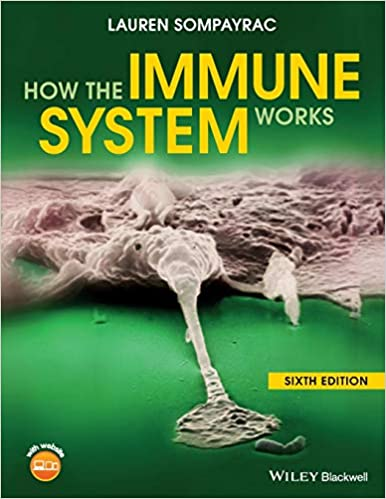 LAUREN SOMPAYRAC
HOW THE IMMUNE
SYSTEM WORKS
SIXTH EDITION
with website
WILEY Blackwell